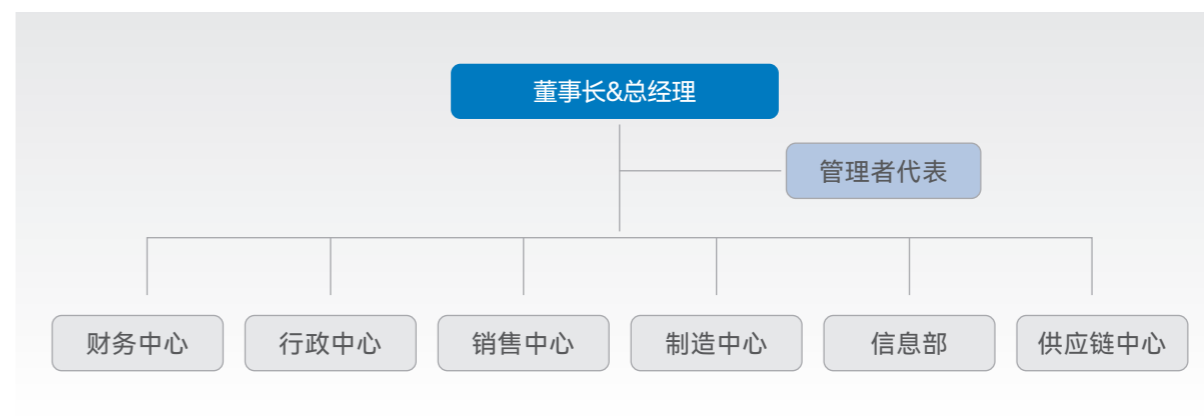 董事长&总经理
管理者代表
财务中心
行政中心
销售中心
制造中心
信息部
供应链中心